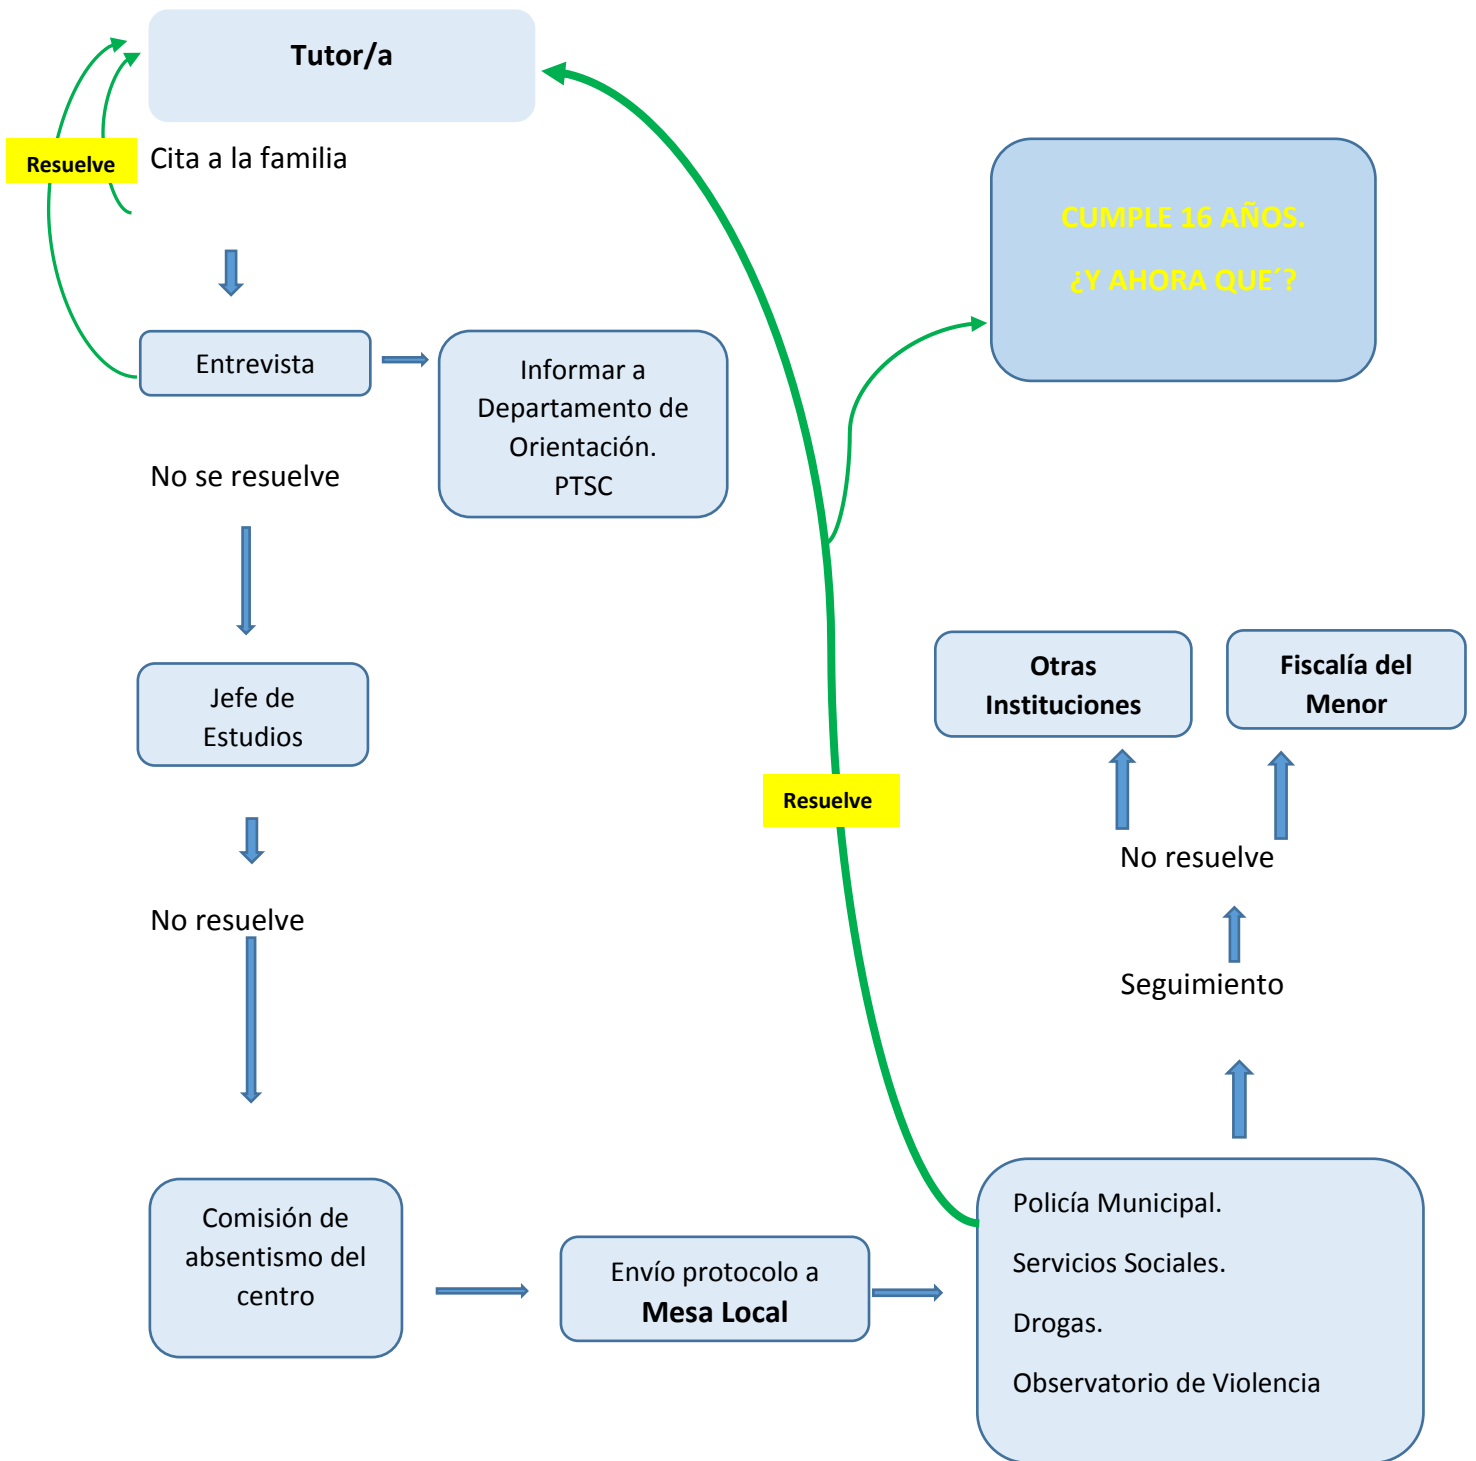 Tutor/a
Resuelve
Cita a la familia
CUMPLE 16 AÑOS.
¿Y AHORA QUE´?
Entrevista
Informar a
Departamento de
Orientación.
PTSC
No se resuelve
Jefe de
Estudios
Otras
Instituciones
Fiscalía del
Menor
Resuelve
No resuelve
No resuelve
Seguimiento
Comisión de
absentismo del
centro
Envío protocolo a
Mesa Local
Policía Municipal.
Servicios Sociales.
Drogas.
Observatorio de Violencia